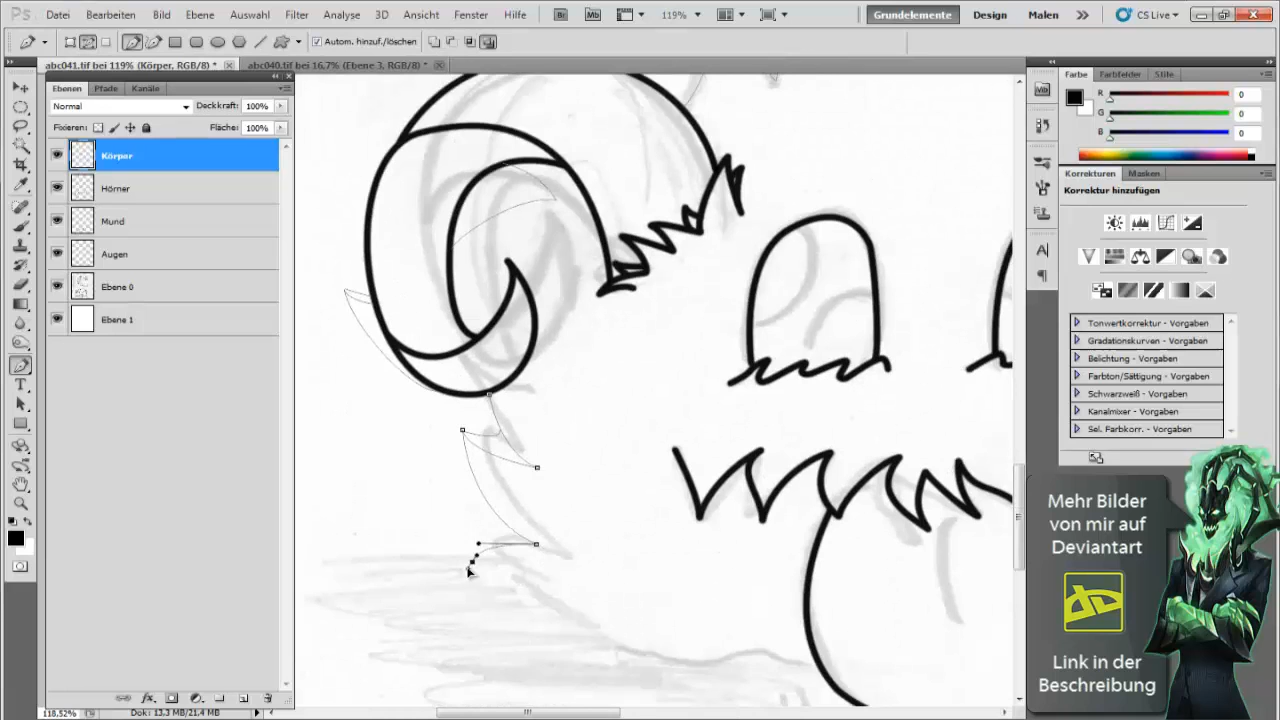 Ps Datei Bearbeiten Bild Ebene Auswahl Filter Analyse 3D Ansicht Fenster Hilfe Br Mb 119% Grundelemente Design Malen CS Live
Autom. hinzuf./löschen
abc041.tif bei 119% (Körper, RGB/8) * abc040.tif bei 16,7% (Ebene 3, RGB/8) *
Ebenen Pfade Kanäle
Normal Deckkraft: 100%
Fixieren: Fläche: 100%
Körper
Hörner
Mund
Augen
Ebene 0
Ebene 1
118,52% Dok: 13,3 MB/21,4 MB
Farbe Farbfelder Stile
R 0
G 0
B 0
Korrekturen Masken
Korrektur hinzufügen
Tonwertkorrektur - Vorgaben
Gradationskurven - Vorgaben
Belichtung - Vorgaben
Farbton/Sättigung - Vorgaben
Schwarzweiß - Vorgaben
Kanalmixer - Vorgaben
Sel. Farbkorr. - Vorgaben
Mehr Bilder
von mir auf
Deviantart
Link in der
Beschreibung